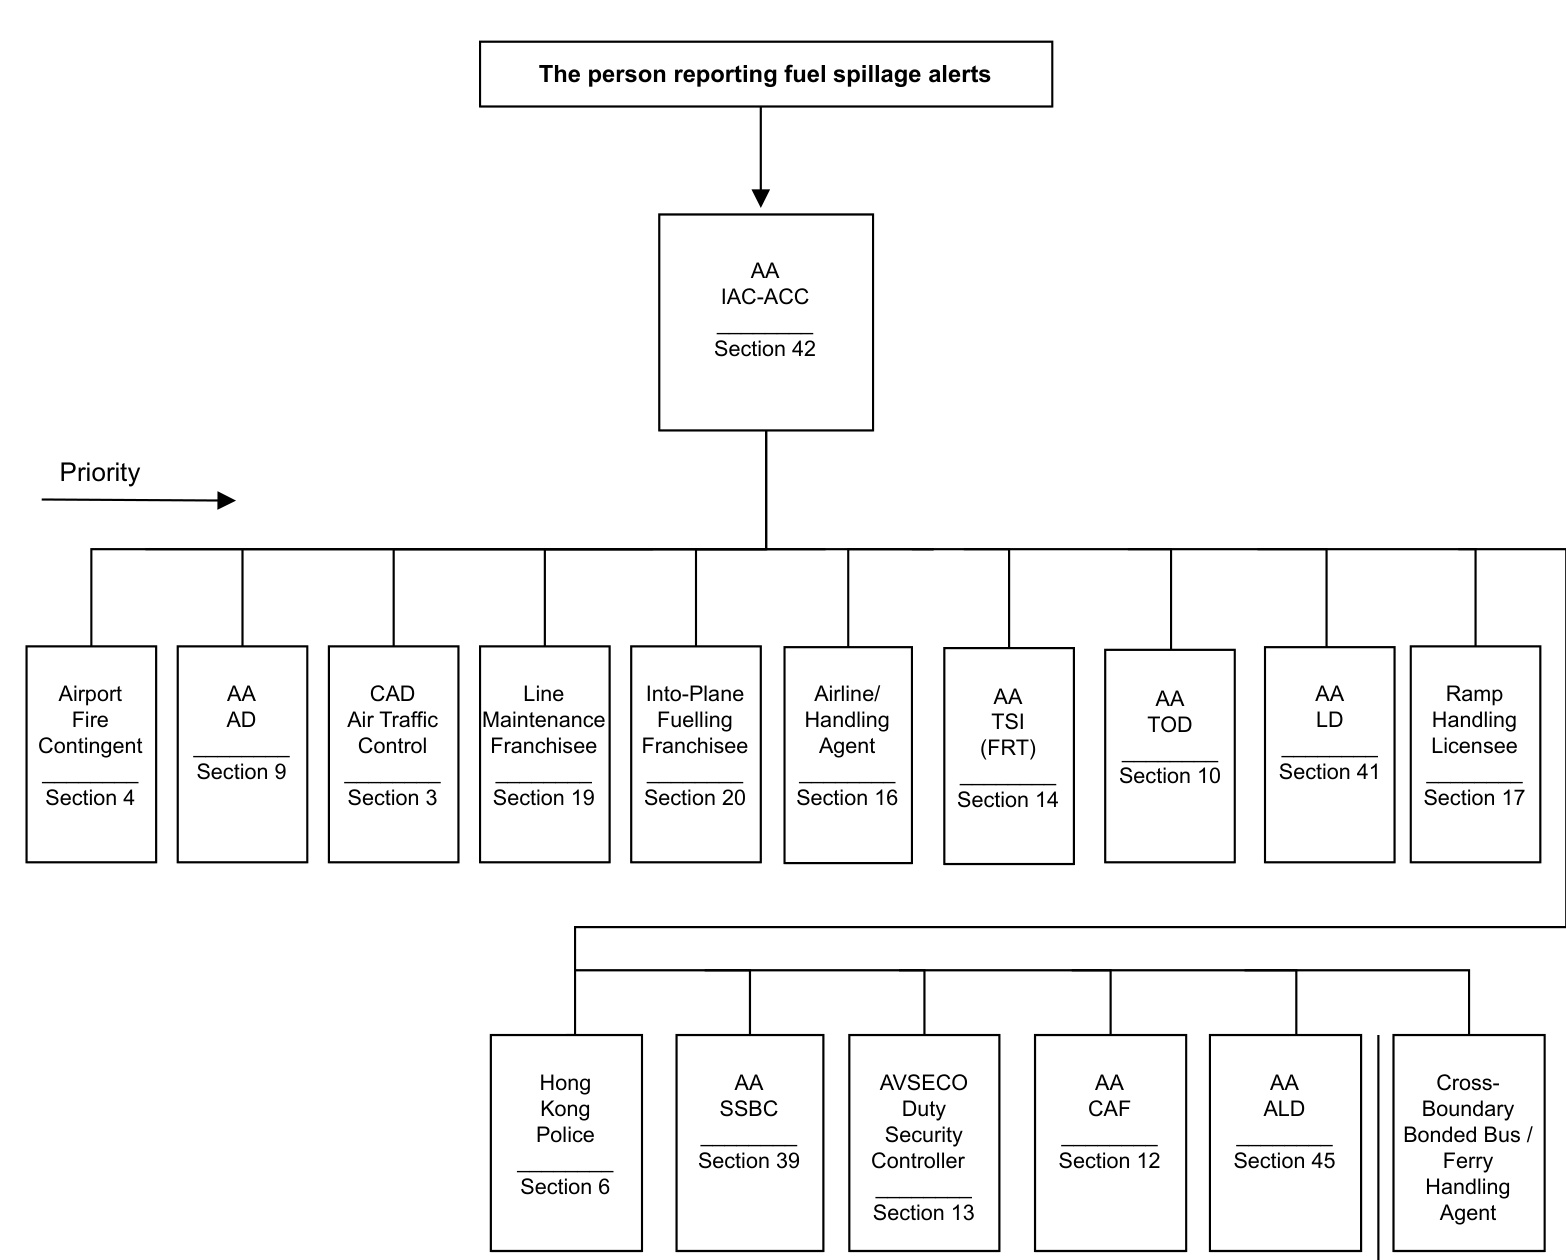 The person reporting fuel spillage alerts
AA
IAC-ACC
Section 42
Priority
Airport
Fire
Contingent
Section 4
AA
AD
Section 9
CAD
Air Traffic
Control
Section 3
Line
Maintenance
Franchisee
Section 19
Into-Plane
Fuelling
Franchisee
Section 20
Airline/
Handling
Agent
Section 16
AA
TSI
(FRT)
Section 14
AA
TOD
Section 10
AA
LD
Section 41
Ramp
Handling
Licensee
Section 17
Hong
Kong
Police
Section 6
AA
SSBC
Section 39
AVSECO
Duty
Security
Controller
Section 13
AA
CAF
Section 12
AA
ALD
Section 45
Cross-
Boundary
Bonded Bus /
Ferry
Handling
Agent